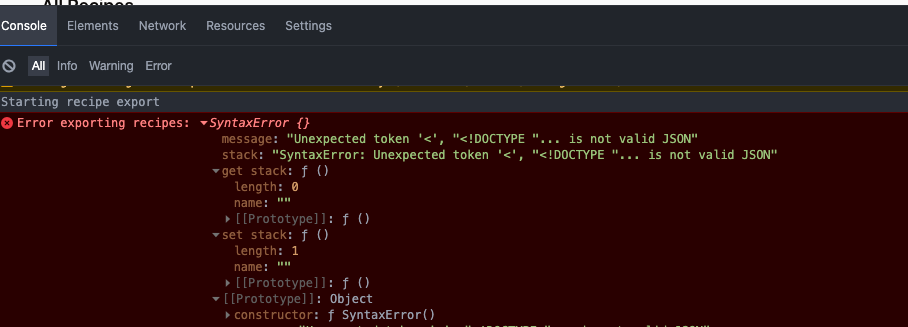 All Recipes
Console Elements Network Resources Settings
All Info Warning Error
Starting recipe export
Error exporting recipes: SyntaxError {}
message: "Unexpected token '<', "<!DOCTYPE "... is not valid JSON"
stack: "SyntaxError: Unexpected token '<', "<!DOCTYPE "... is not valid JSON"
get stack: ƒ ()
length: 0
name: ""
[[Prototype]]: ƒ ()
set stack: ƒ ()
length: 1
name: ""
[[Prototype]]: ƒ ()
[[Prototype]]: Object
constructor: ƒ SyntaxError()